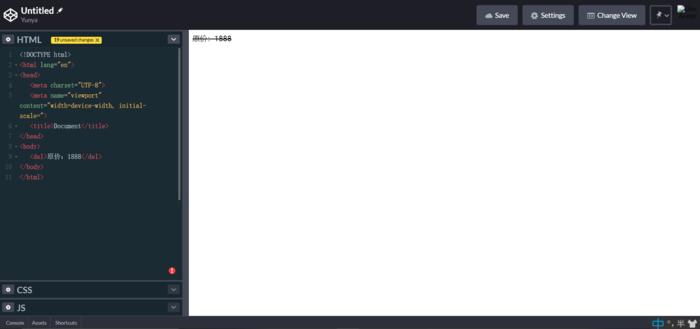 Untitled
Yunya
Save
Settings
Change View
HTML
19 unsaved changes X
1 <!DOCTYPE html>
2 <html lang="en">
3 <head>
4 <meta charset="UTF-8">
5 <meta name="viewport"
content="width=device-width, initial-
scale=">
6 <title>Document</title>
7 </head>
8 <body>
9 <del>原价：1888</del>
10 </body>
11 </html>
原价：1888
CSS
JS
Console
Assets
Shortcuts
中 °, 半